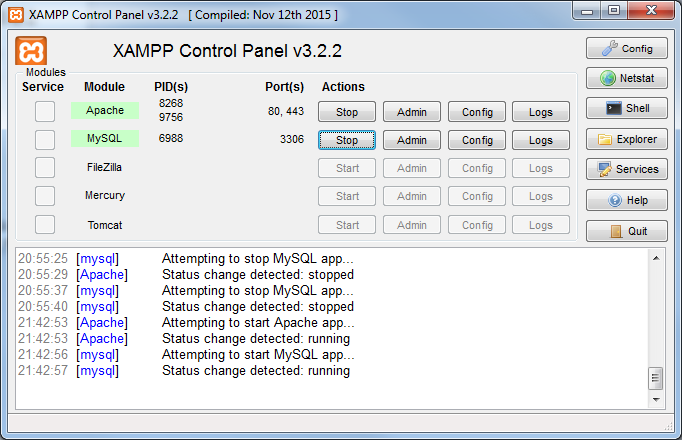 XAMPP Control Panel v3.2.2 [ Compiled: Nov 12th 2015 ]
XAMPP Control Panel v3.2.2
Config
Modules
Service Module PID(s) Port(s) Actions
Netstat
Apache 8268 9756 80, 443 Stop Admin Config Logs
Shell
MySQL 6988 3306 Stop Admin Config Logs
Explorer
FileZilla Start Admin Config Logs
Services
Mercury Start Admin Config Logs
Help
Tomcat Start Admin Config Logs
Quit
20:55:25 [mysql] Attempting to stop MySQL app...
20:55:29 [Apache] Status change detected: stopped
20:55:37 [mysql] Attempting to stop MySQL app...
20:55:40 [mysql] Status change detected: stopped
21:42:53 [Apache] Attempting to start Apache app...
21:42:53 [Apache] Status change detected: running
21:42:56 [mysql] Attempting to start MySQL app...
21:42:57 [mysql] Status change detected: running